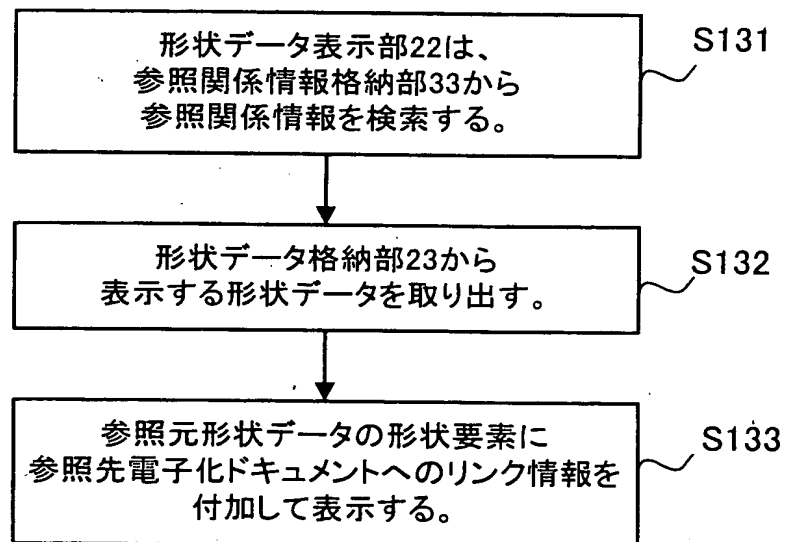 形状データ表示部22は、
参照関係情報格納部33から
参照関係情報を検索する。
S131
形状データ格納部23から
表示する形状データを取り出す。
S132
参照元形状データの形状要素に
参照先電子化ドキュメントへのリンク情報を
付加して表示する。
S133